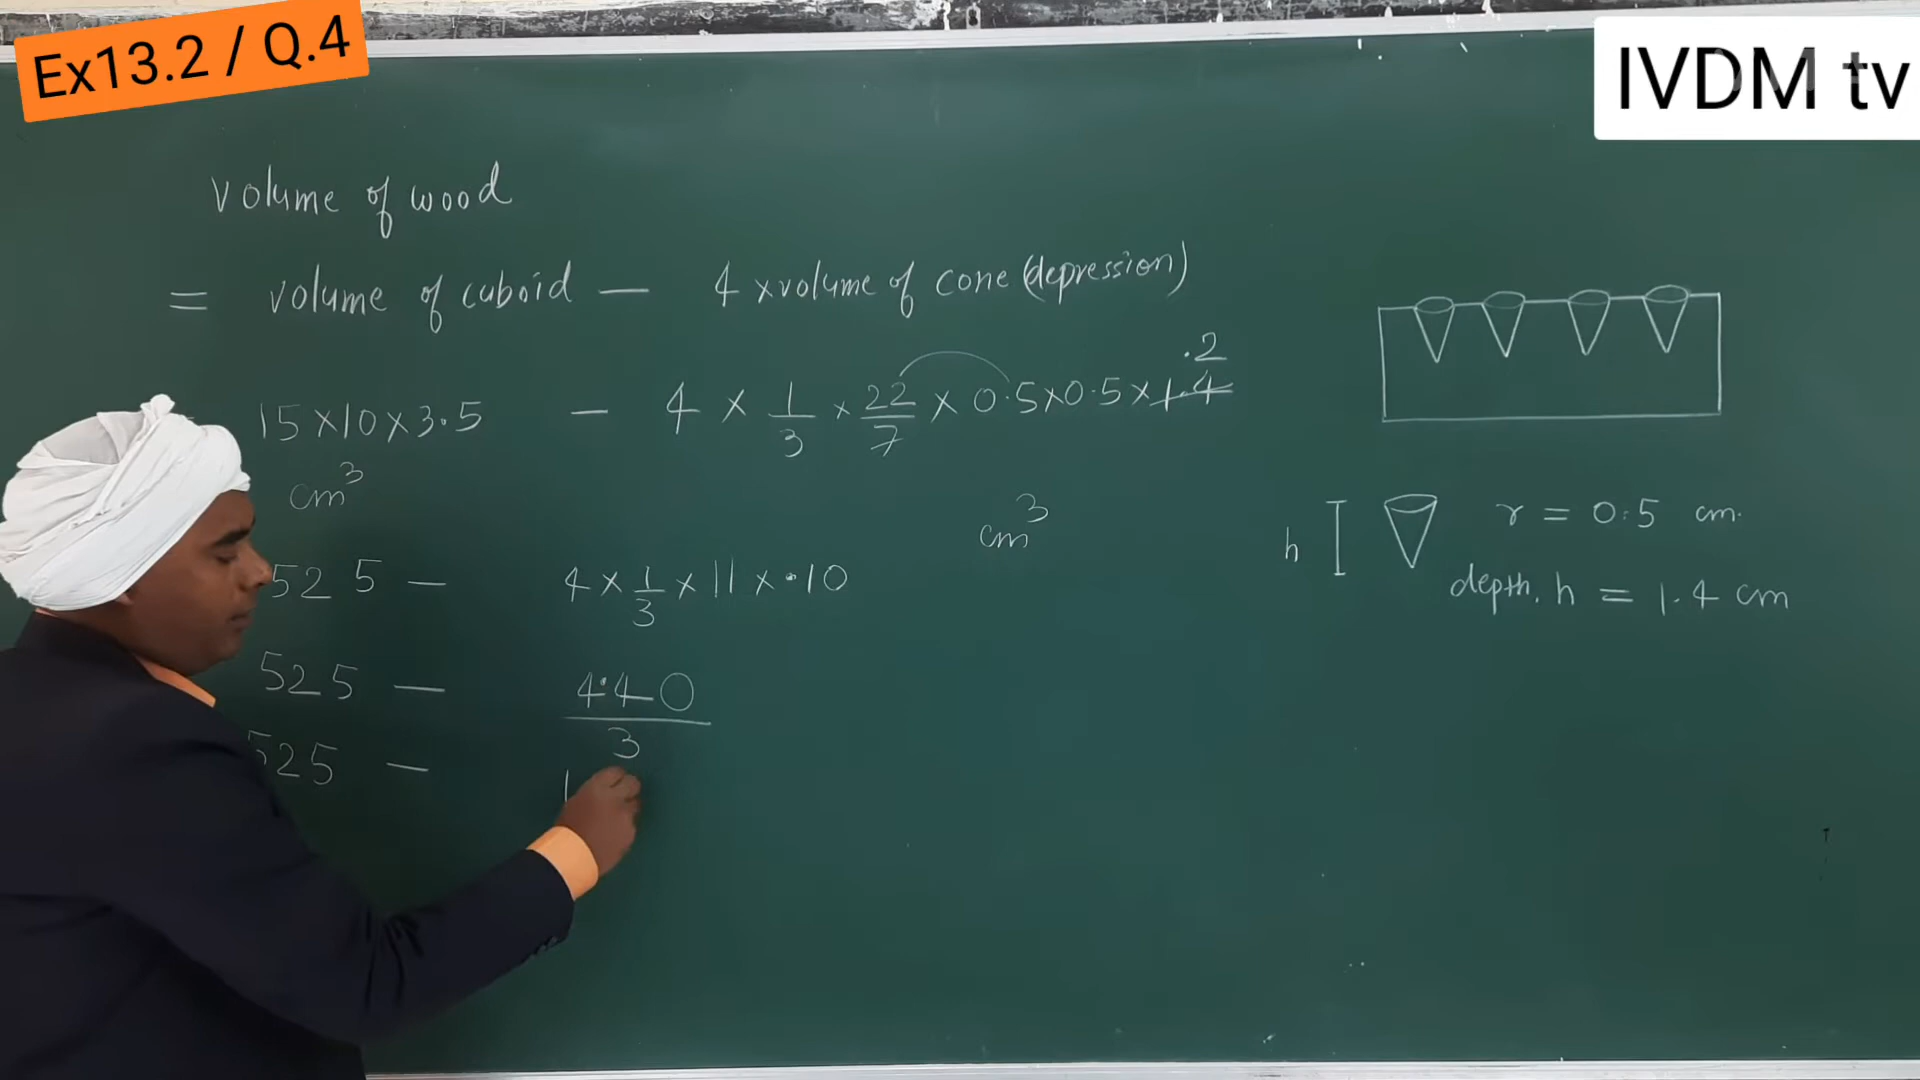 Ex13.2 / Q.4
IVDM tv
volume of wood
= volume of cuboid — 4 x volume of cone (depression)
15 x 10 x 3.5 — 4 x 1/3 x 22/7 x 0.5 x 0.5 x 1.4 .2
cm³ cm³
525 — 4 x 1/3 x 11 x .10
525 — 4.40/3
525 — 1
h r = 0.5 cm.
depth, h = 1.4 cm